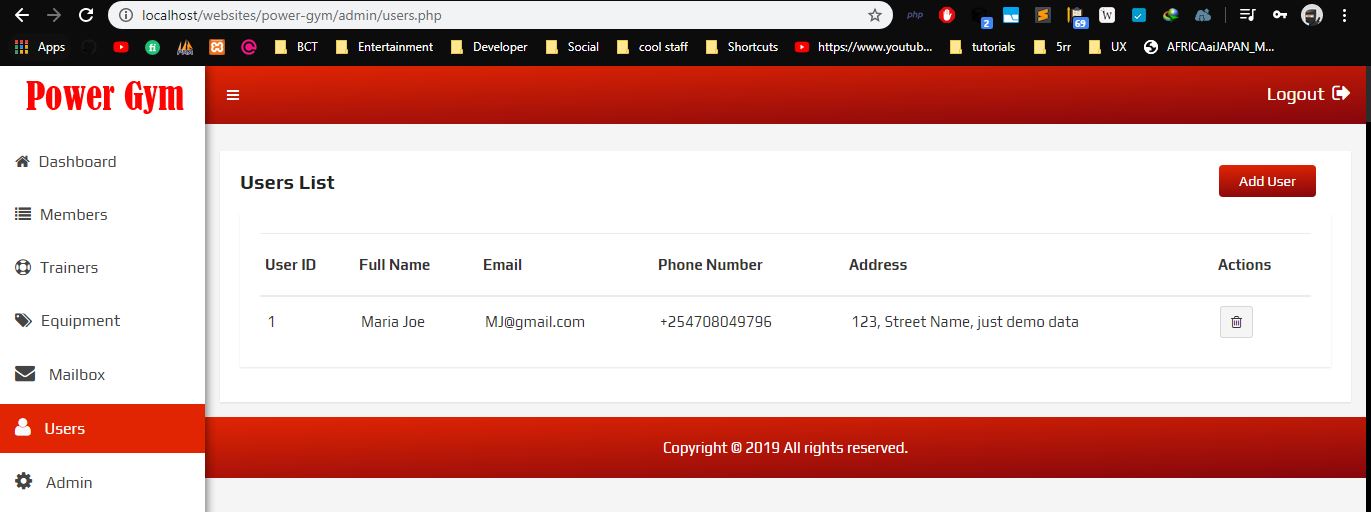 localhost/websites/power-gym/admin/users.php
php
2
69
W
Apps
BCT
Entertainment
Developer
Social
cool staff
Shortcuts
https://www.youtub...
tutorials
5rr
UX
AFRICAaiJAPAN_M...
Power Gym
Logout
Dashboard
Members
Trainers
Equipment
Mailbox
Users
Admin
Users List
Add User
User ID Full Name Email Phone Number Address Actions
1 Maria Joe MJ@gmail.com +254708049796 123, Street Name, just demo data
Copyright © 2019 All rights reserved.